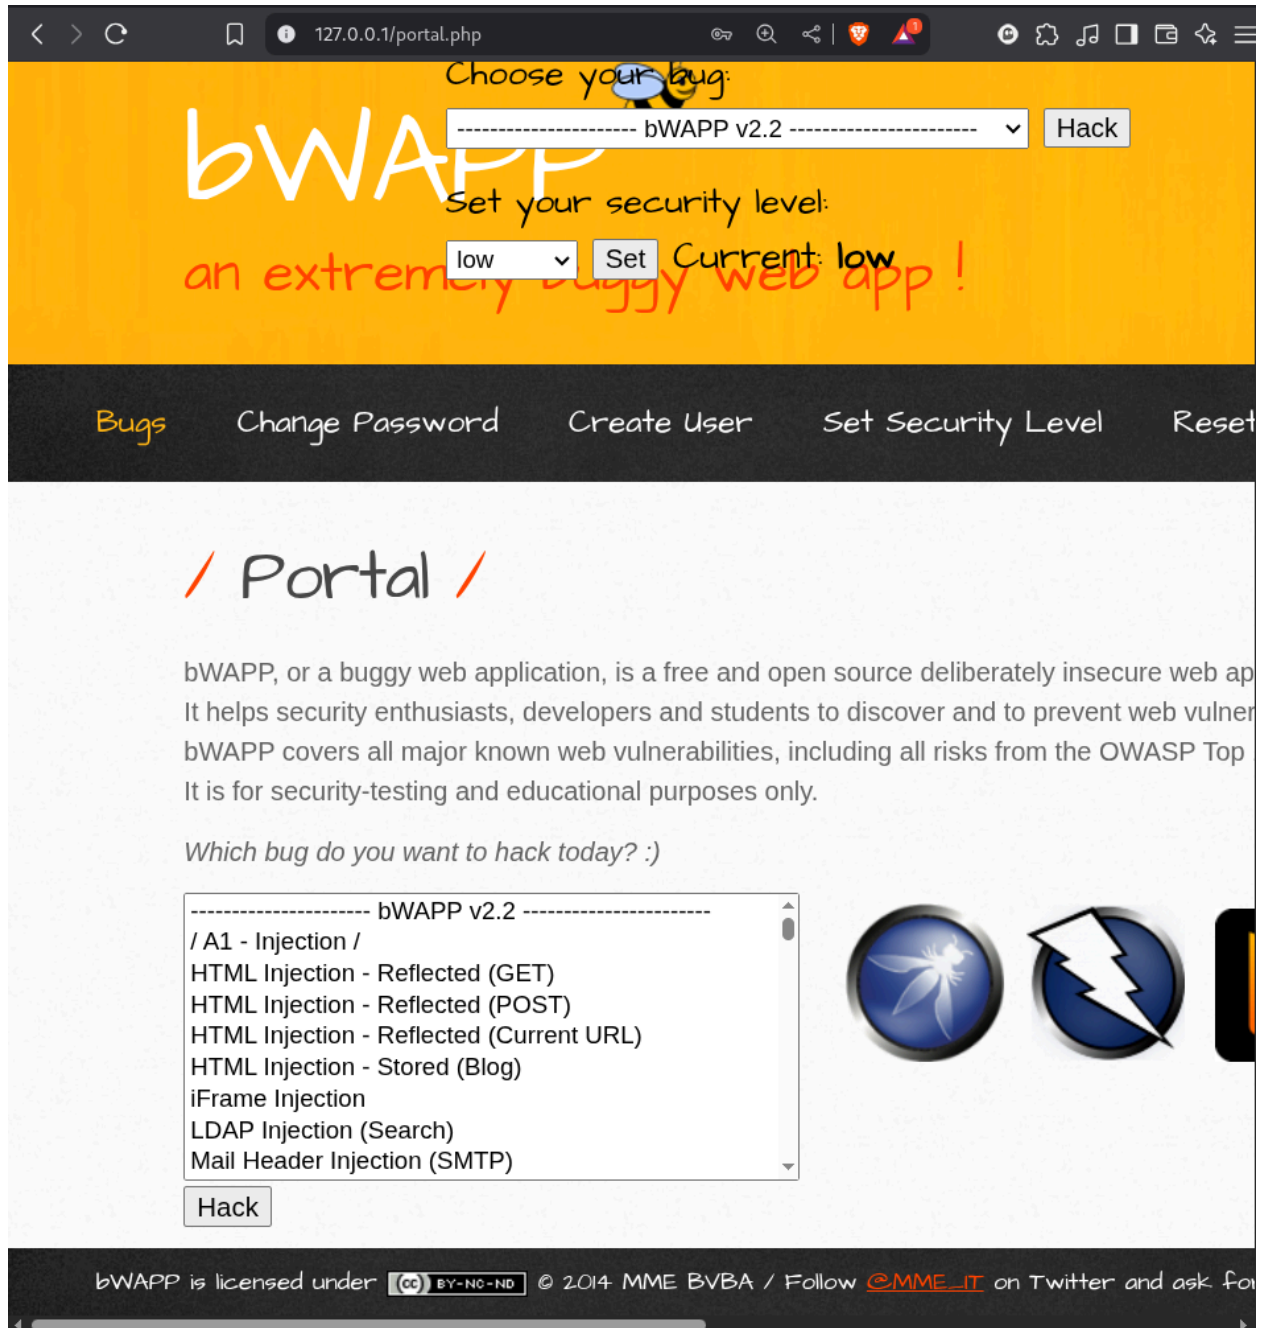 127.0.0.1/portal.php
1
Choose your bug:
---------------------- bWAPP v2.2 -----------------------
Hack
bWAPP
Set your security level:
low
Set
Current: low
an extremely buggy web app !
Bugs
Change Password
Create User
Set Security Level
Reset
/ Portal /
bWAPP, or a buggy web application, is a free and open source deliberately insecure web ap
It helps security enthusiasts, developers and students to discover and to prevent web vulner
bWAPP covers all major known web vulnerabilities, including all risks from the OWASP Top
It is for security-testing and educational purposes only.
Which bug do you want to hack today? :)
---------------------- bWAPP v2.2 -----------------------
/ A1 - Injection /
HTML Injection - Reflected (GET)
HTML Injection - Reflected (POST)
HTML Injection - Reflected (Current URL)
HTML Injection - Stored (Blog)
iFrame Injection
LDAP Injection (Search)
Mail Header Injection (SMTP)
Hack
bWAPP is licensed under (cc) BY-NC-ND © 2014 MME BVBA / Follow @MME_IT on Twitter and ask for